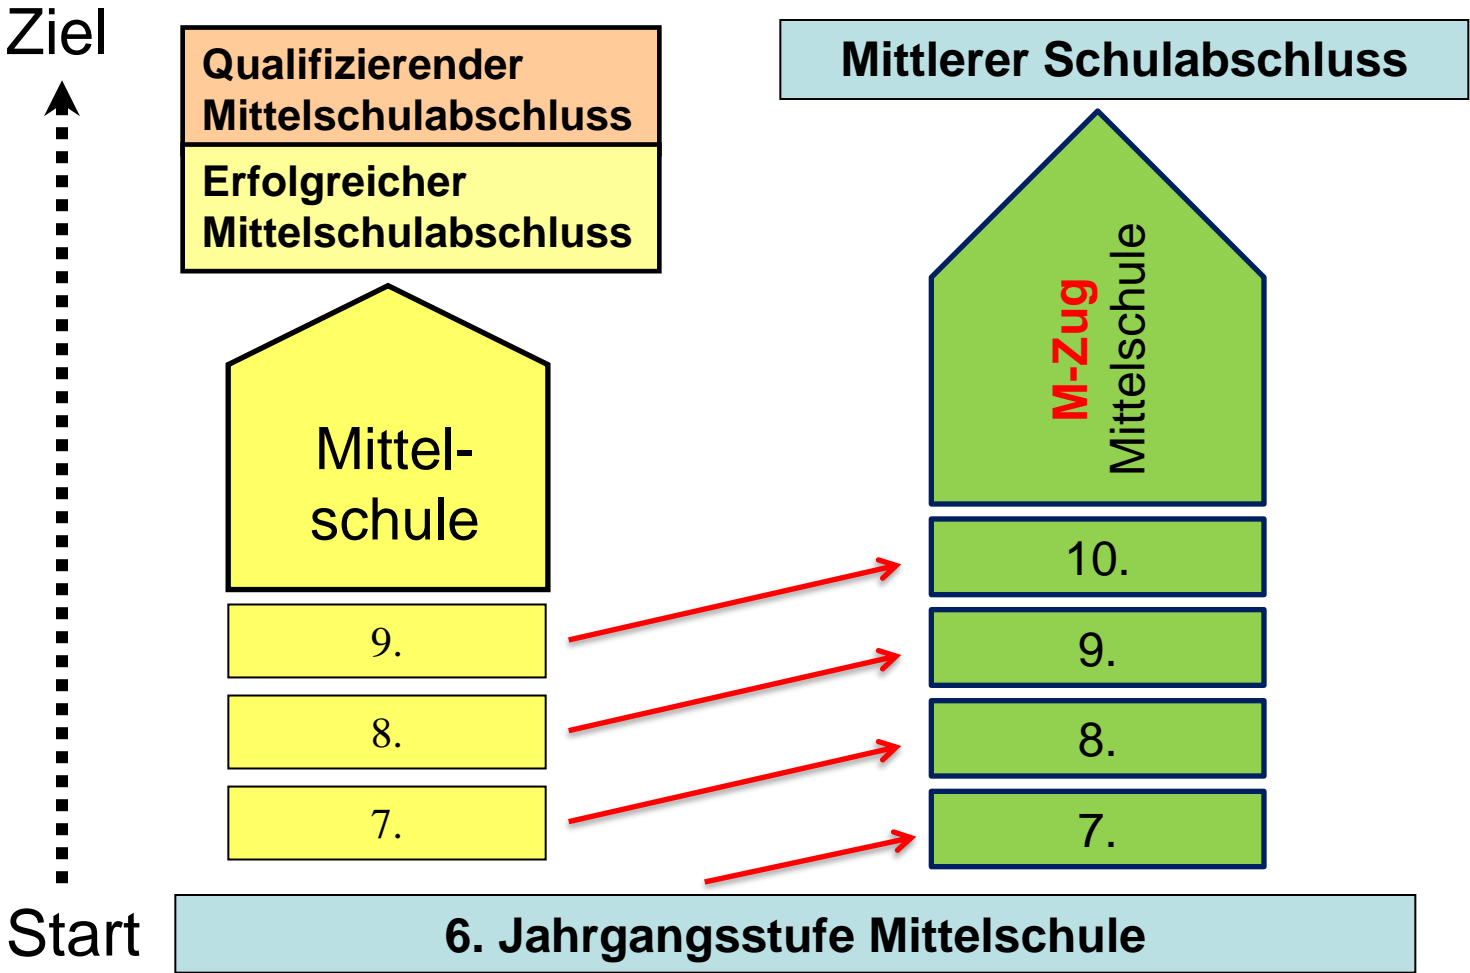 Ziel
Qualifizierender
Mittelschulabschluss
Erfolgreicher
Mittelschulabschluss
Mittlerer Schulabschluss
Mittel-
schule
M-Zug
Mittelschule
9.
8.
7.
10.
9.
8.
7.
Start
6. Jahrgangsstufe Mittelschule